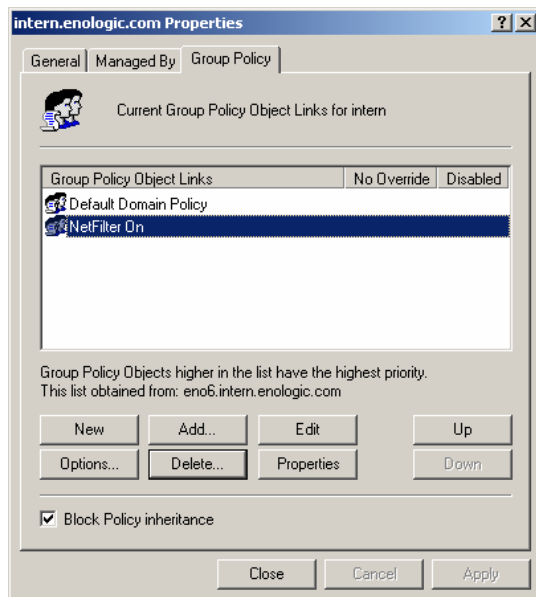 intern.enologic.com Properties
General Managed By Group Policy
Current Group Policy Object Links for intern
Group Policy Object Links No Override Disabled
Default Domain Policy
NetFilter On
Group Policy Objects higher in the list have the highest priority.
This list obtained from: eno6.intern.enologic.com
New Add... Edit Up
Options... Delete... Properties Down
Block Policy inheritance
Close Cancel Apply